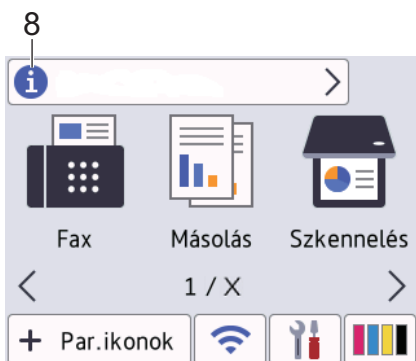 8
i
Fax Másolás Szkennelés
1 / X
+ Par.ikonok